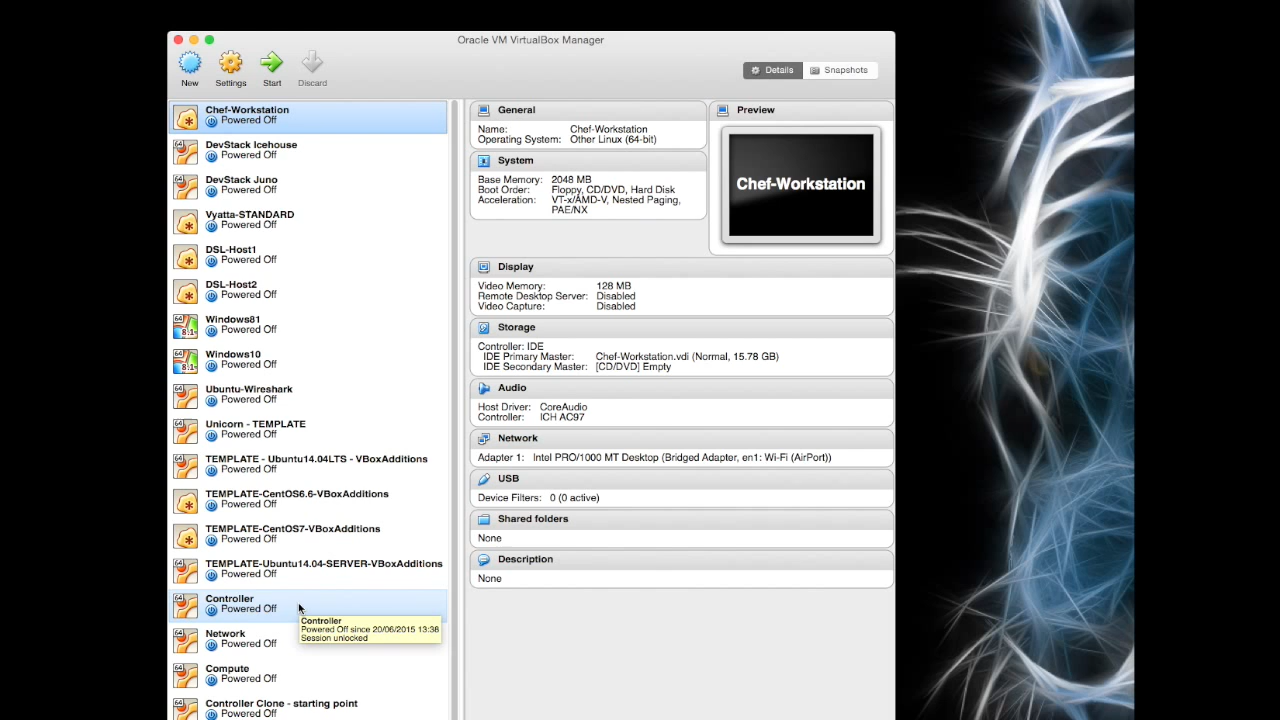 Oracle VM VirtualBox Manager
New
Settings
Start
Discard
Details
Snapshots
Chef-Workstation
Powered Off
DevStack Icehouse
Powered Off
DevStack Juno
Powered Off
Vyatta-STANDARD
Powered Off
DSL-Host1
Powered Off
DSL-Host2
Powered Off
Windows81
Powered Off
Windows10
Powered Off
Ubuntu-Wireshark
Powered Off
Unicorn - TEMPLATE
Powered Off
TEMPLATE - Ubuntu14.04LTS - VBoxAdditions
Powered Off
TEMPLATE-CentOS6.6-VBoxAdditions
Powered Off
TEMPLATE-CentOS7-VBoxAdditions
Powered Off
TEMPLATE-Ubuntu14.04-SERVER-VBoxAdditions
Powered Off
Controller
Powered Off
Controller
Powered Off since 20/06/2015 13:38
Session unlocked
Network
Powered Off
Compute
Powered Off
Controller Clone - starting point
Powered Off
General
Name: Chef-Workstation
Operating System: Other Linux (64-bit)
System
Base Memory: 2048 MB
Boot Order: Floppy, CD/DVD, Hard Disk
Acceleration: VT-x/AMD-V, Nested Paging,
PAE/NX
Preview
Chef-Workstation
Display
Video Memory: 128 MB
Remote Desktop Server: Disabled
Video Capture: Disabled
Storage
Controller: IDE
IDE Primary Master: Chef-Workstation.vdi (Normal, 15.78 GB)
IDE Secondary Master: [CD/DVD] Empty
Audio
Host Driver: CoreAudio
Controller: ICH AC97
Network
Adapter 1: Intel PRO/1000 MT Desktop (Bridged Adapter, en1: Wi-Fi (AirPort))
USB
Device Filters: 0 (0 active)
Shared folders
None
Description
None